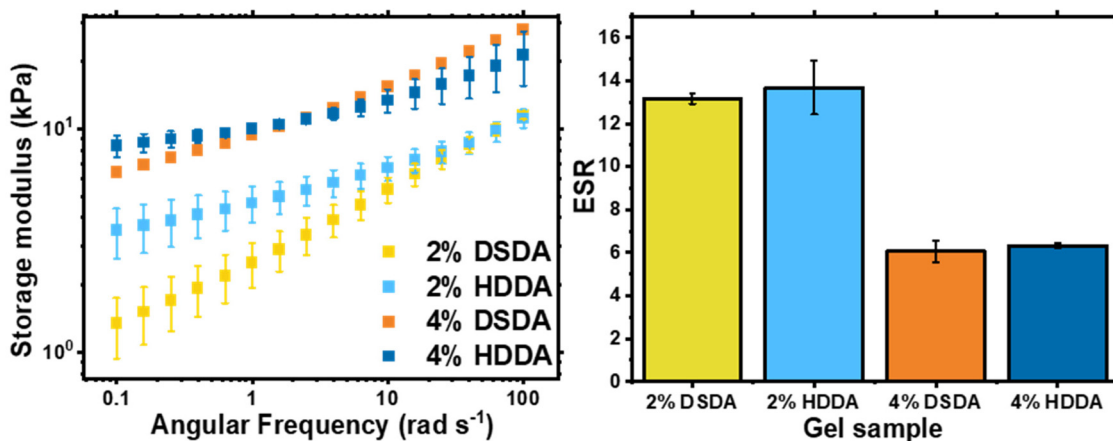 Storage modulus (kPa)
10¹
10⁰
2% DSDA
2% HDDA
4% DSDA
4% HDDA
0.1 1 10 100
Angular Frequency (rad s⁻¹)
ESR
16
14
12
10
8
6
4
2
0
2% DSDA 2% HDDA 4% DSDA 4% HDDA
Gel sample